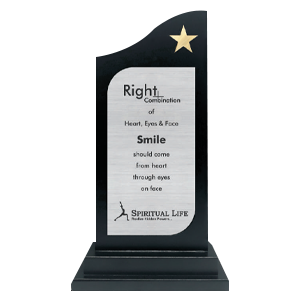 Right
Combination
of
Heart, Eyes & Face
Smile
should come
from heart
through eyes
on face
SPIRITUAL LIFE